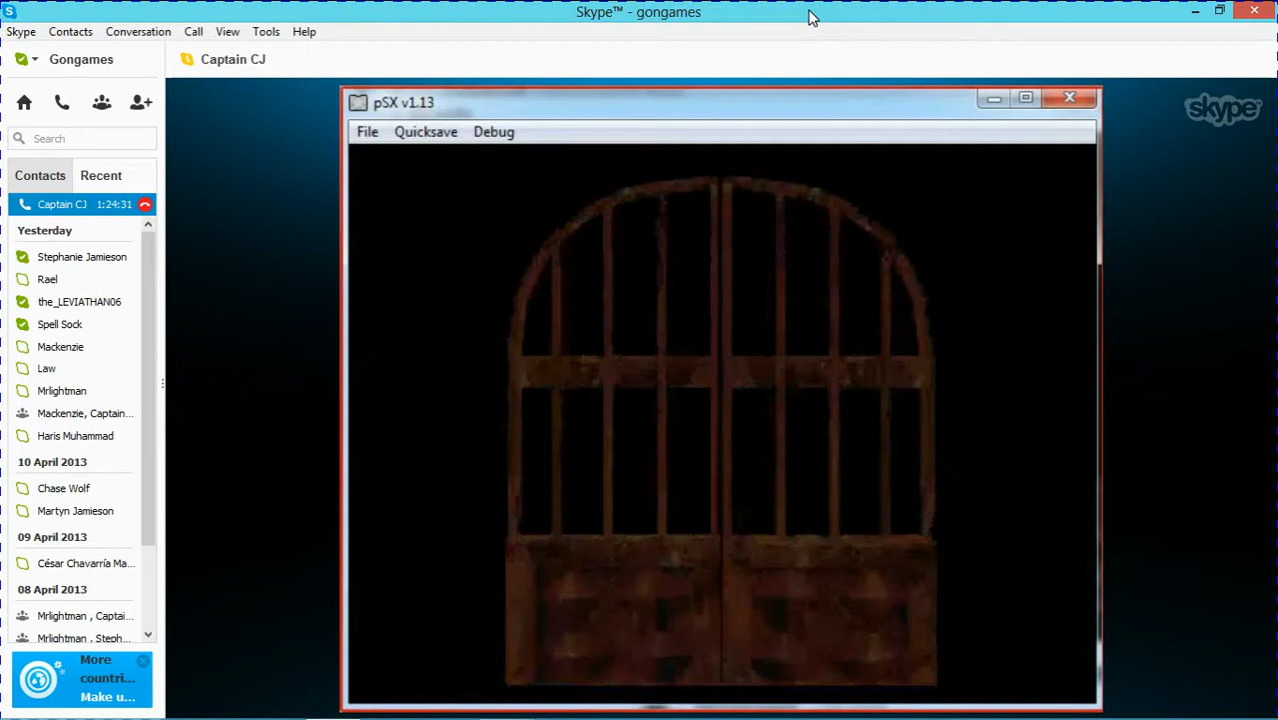 Skype™ - gongames
Skype Contacts Conversation Call View Tools Help
Gongames
Captain CJ
Search
Contacts Recent
Captain CJ 1:24:31
Yesterday
Stephanie Jamieson
Rael
the_LEVIATHAN06
Spell Sock
Mackenzie
Law
Mrlightman
Mackenzie, Captain...
Haris Muhammad
10 April 2013
Chase Wolf
Martyn Jamieson
09 April 2013
César Chavarría Ma...
08 April 2013
Mrlightman , Captai...
Mrlightman , Steph...
More
countri...
Make u...
pSX v1.13
File Quicksave Debug
skype